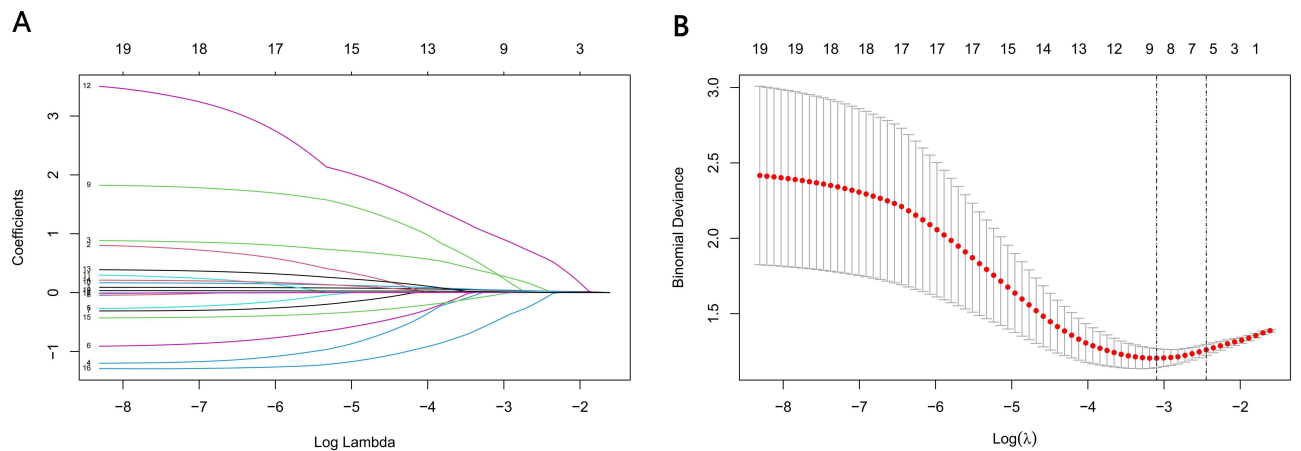 A
19 18 17 15 13 9 3
12
9
3
2
13
6
15
4
16
Coefficients
3
2
1
0
−1
−8 −7 −6 −5 −4 −3 −2
Log Lambda
B
19 19 18 18 17 17 17 15 14 13 12 9 8 7 5 3 1
Binomial Deviance
3.0
2.5
2.0
1.5
−8 −7 −6 −5 −4 −3 −2
Log(λ)